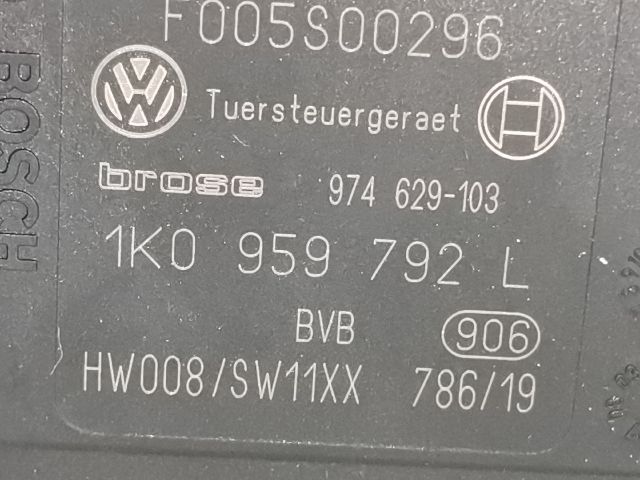 F005S00296
Tuersteuergeraet
brose 974 629-103
1K0 959 792 L
BVB 906
HW008/SW11XX 786/19
BOSCH